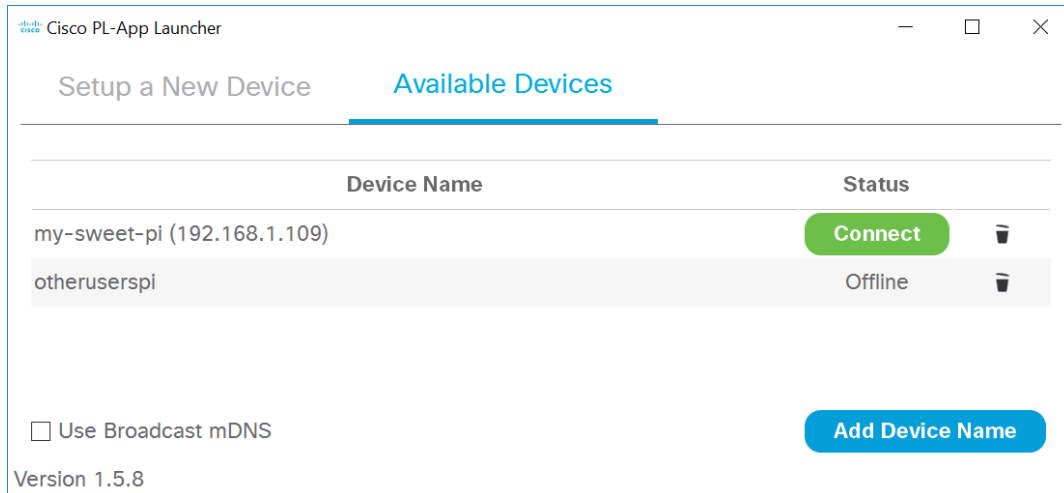 cisco Cisco PL-App Launcher
Setup a New Device Available Devices
Device Name Status
my-sweet-pi (192.168.1.109) Connect
otheruserspi Offline
Use Broadcast mDNS Add Device Name
Version 1.5.8